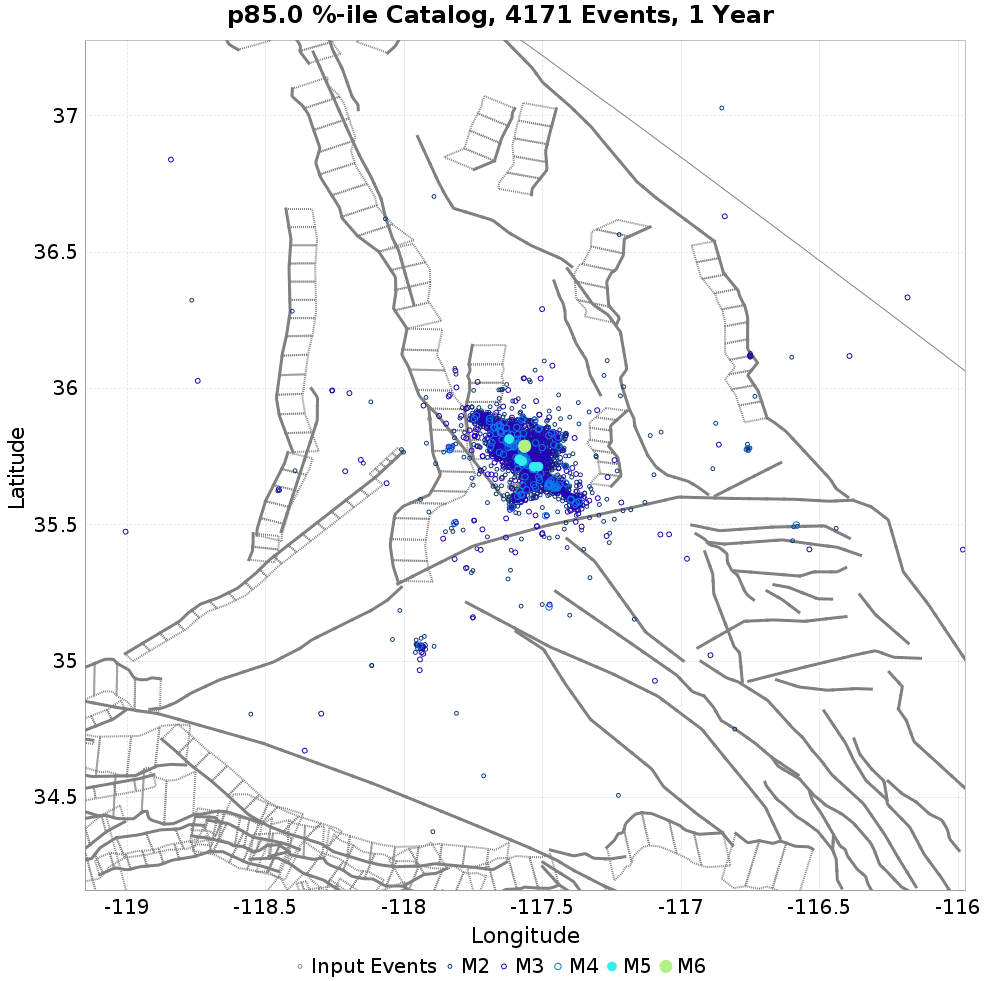 p85.0 %-ile Catalog, 4171 Events, 1 Year
Latitude
37
36.5
36
35.5
35
34.5
-119 -118.5 -118 -117.5 -117 -116.5 -116
Longitude
Input Events M2 M3 M4 M5 M6